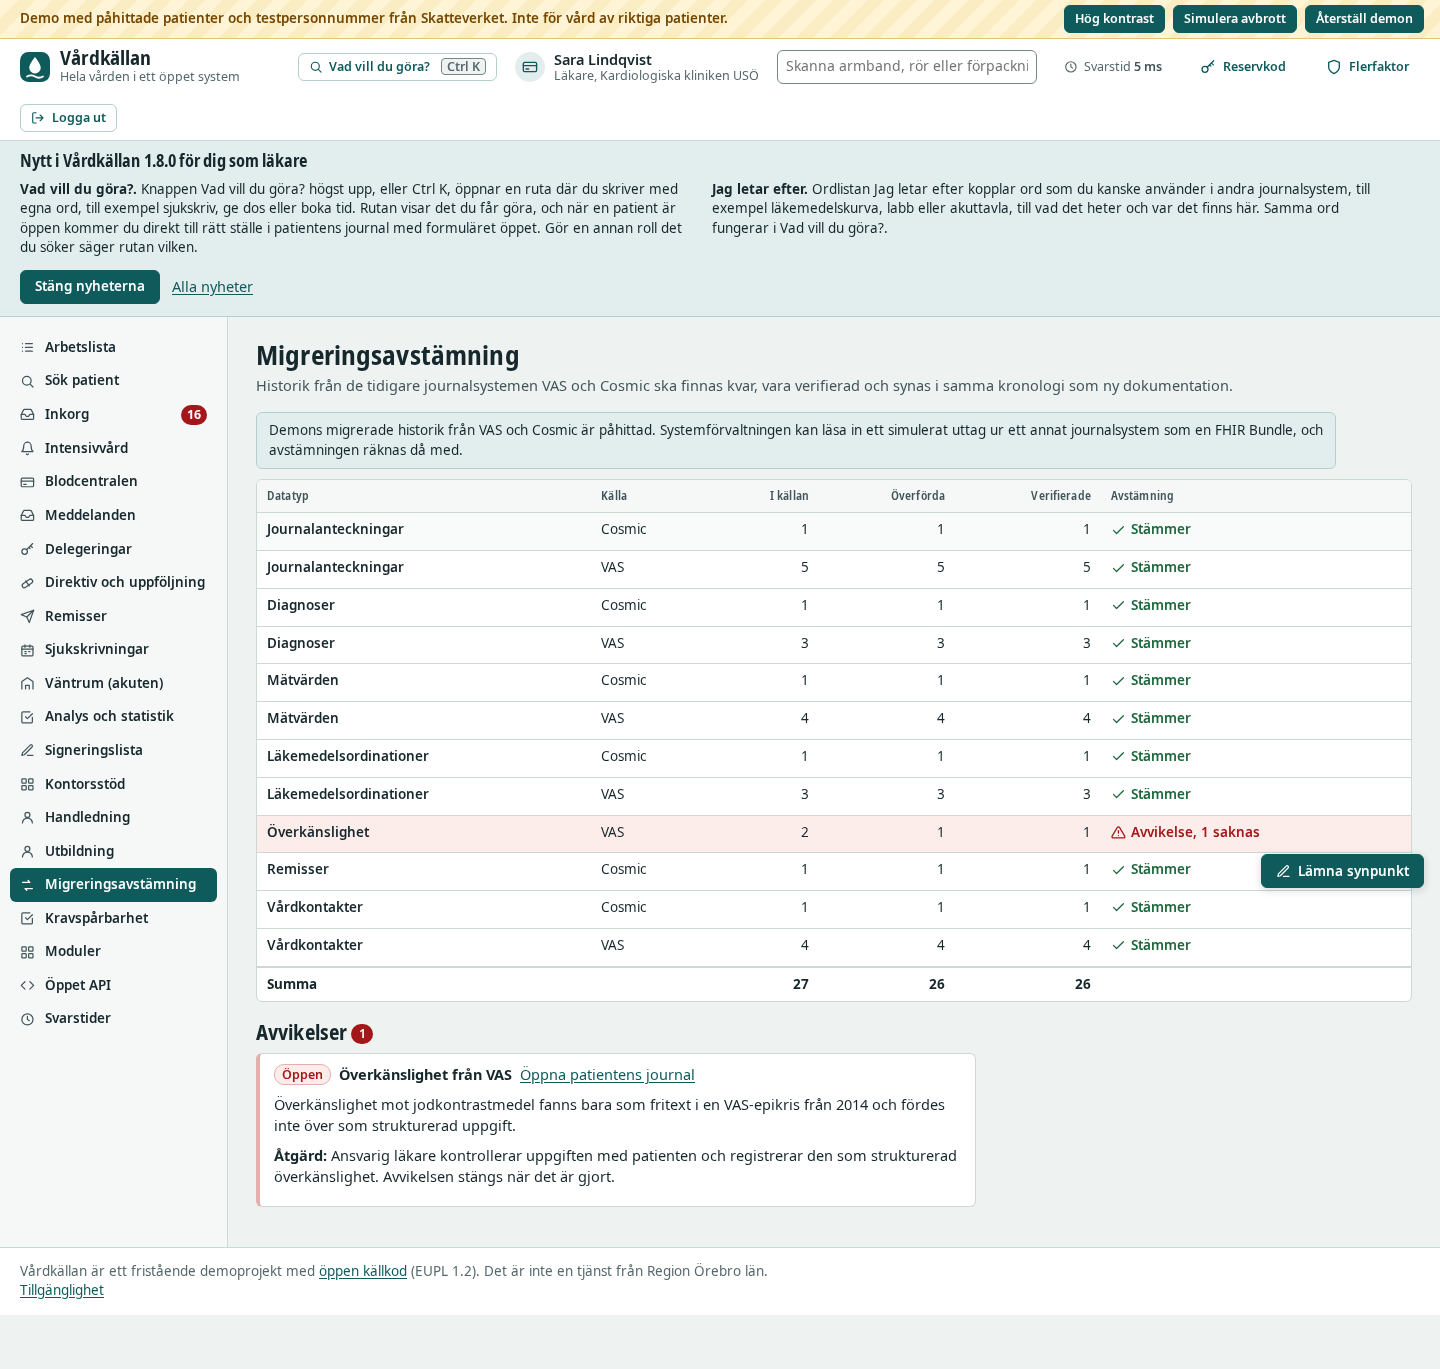 Demo med påhittade patienter och testpersonnummer från Skatteverket. Inte för vård av riktiga patienter.
Hög kontrast
Simulera avbrott
Återställ demon
Vårdkällan
Hela vården i ett öppet system
Vad vill du göra? Ctrl K
Sara Lindqvist
Läkare, Kardiologiska kliniken USÖ
Skanna armband, rör eller förpackni
Svarstid 5 ms
Reservkod
Flerfaktor
Logga ut
Nytt i Vårdkällan 1.8.0 för dig som läkare
Vad vill du göra?. Knappen Vad vill du göra? högst upp, eller Ctrl K, öppnar en ruta där du skriver med
egna ord, till exempel sjukskriv, ge dos eller boka tid. Rutan visar det du får göra, och när en patient är
öppen kommer du direkt till rätt ställe i patientens journal med formuläret öppet. Gör en annan roll det
du söker säger rutan vilken.
Jag letar efter. Ordlistan Jag letar efter kopplar ord som du kanske använder i andra journalsystem, till
exempel läkemedelskurva, labb eller akuttavla, till vad det heter och var det finns här. Samma ord
fungerar i Vad vill du göra?.
Stäng nyheterna
Alla nyheter
Arbetslista
Sök patient
Inkorg 16
Intensivvård
Blodcentralen
Meddelanden
Delegeringar
Direktiv och uppföljning
Remisser
Sjukskrivningar
Väntrum (akuten)
Analys och statistik
Signeringslista
Kontorsstöd
Handledning
Utbildning
Migreringsavstämning
Kravspårbarhet
Moduler
Öppet API
Svarstider
Migreringsavstämning
Historik från de tidigare journalsystemen VAS och Cosmic ska finnas kvar, vara verifierad och synas i samma kronologi som ny dokumentation.
Demons migrerade historik från VAS och Cosmic är påhittad. Systemförvaltningen kan läsa in ett simulerat uttag ur ett annat journalsystem som en FHIR Bundle, och
avstämningen räknas då med.
Datatyp Källa I källan Överförda Verifierade Avstämning
Journalanteckningar Cosmic 1 1 1 Stämmer
Journalanteckningar VAS 5 5 5 Stämmer
Diagnoser Cosmic 1 1 1 Stämmer
Diagnoser VAS 3 3 3 Stämmer
Mätvärden Cosmic 1 1 1 Stämmer
Mätvärden VAS 4 4 4 Stämmer
Läkemedelsordinationer Cosmic 1 1 1 Stämmer
Läkemedelsordinationer VAS 3 3 3 Stämmer
Överkänslighet VAS 2 1 1 Avvikelse, 1 saknas
Remisser Cosmic 1 1 1 Stämmer
Lämna synpunkt
Vårdkontakter Cosmic 1 1 1 Stämmer
Vårdkontakter VAS 4 4 4 Stämmer
Summa 27 26 26
Avvikelser 1
Öppen Överkänslighet från VAS Öppna patientens journal
Överkänslighet mot jodkontrastmedel fanns bara som fritext i en VAS-epikris från 2014 och fördes
inte över som strukturerad uppgift.
Åtgärd: Ansvarig läkare kontrollerar uppgiften med patienten och registrerar den som strukturerad
överkänslighet. Avvikelsen stängs när det är gjort.
Vårdkällan är ett fristående demoprojekt med öppen källkod (EUPL 1.2). Det är inte en tjänst från Region Örebro län.
Tillgänglighet